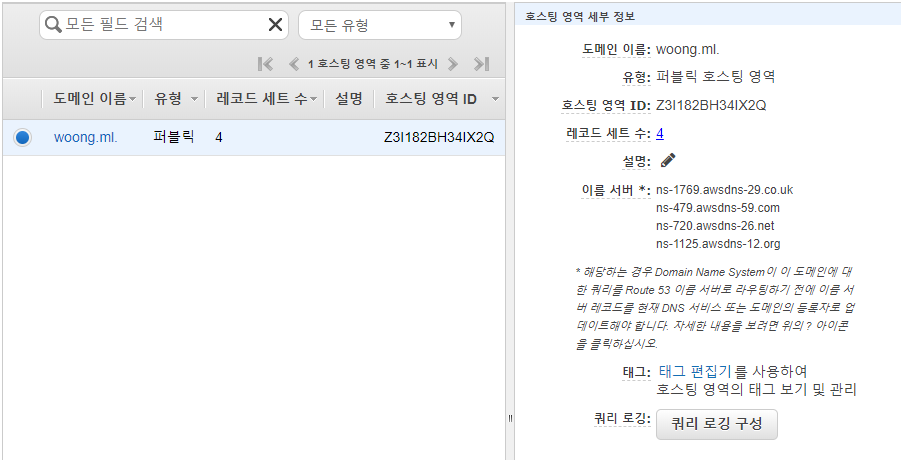 모든 필드 검색
모든 유형
1 호스팅 영역 중 1~1 표시
도메인 이름 유형 레코드 세트 수 설명 호스팅 영역 ID
woong.ml. 퍼블릭 4 Z3I182BH34IX2Q
호스팅 영역 세부 정보
도메인 이름: woong.ml.
유형: 퍼블릭 호스팅 영역
호스팅 영역 ID: Z3I182BH34IX2Q
레코드 세트 수: 4
설명:
이름 서버 *: ns-1769.awsdns-29.co.uk
ns-479.awsdns-59.com
ns-720.awsdns-26.net
ns-1125.awsdns-12.org
* 해당하는 경우 Domain Name System이 이 도메인에 대
한 쿼리를 Route 53 이름 서버로 라우팅하기 전에 이름 서
버 레코드를 현재 DNS 서비스 또는 도메인의 등록자로 업
데이트해야 합니다. 자세한 내용을 보려면 위의 ? 아이콘
을 클릭하십시오.
태그: 태그 편집기를 사용하여
호스팅 영역의 태그 보기 및 관리
쿼리 로깅: 쿼리 로깅 구성